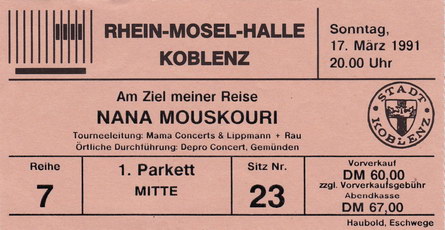 RHEIN-MOSEL-HALLE
KOBLENZ
Sonntag,
17. März 1991
20.00 Uhr
Am Ziel meiner Reise
NANA MOUSKOURI
Tourneeleitung: Mama Concerts & Lippmann + Rau
Örtliche Durchführung: Depro Concert, Gemünden
STADT KOBLENZ
Reihe
7
1. Parkett
MITTE
Sitz Nr.
23
Vorverkauf
DM 60,00
zzgl. Vorverkaufsgebühr
Abendkasse
DM 67,00
Haubold, Eschwege